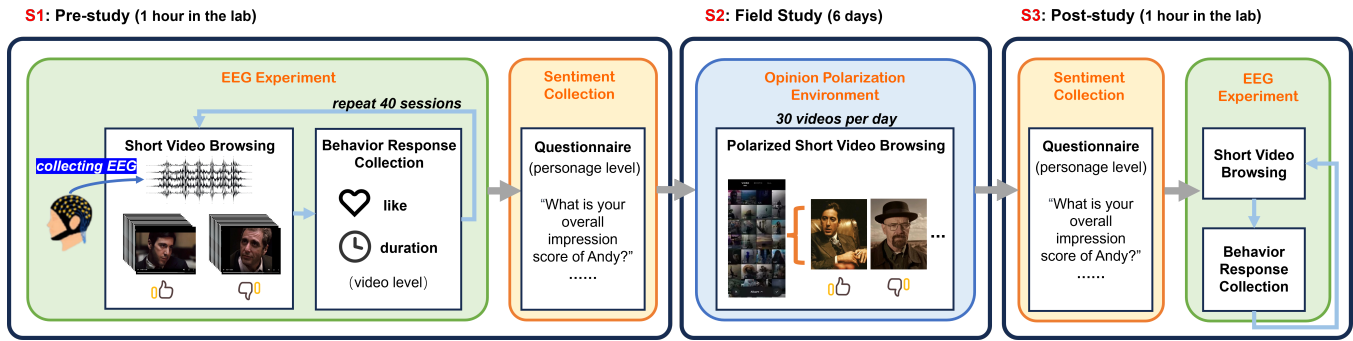 S1: Pre-study (1 hour in the lab)
EEG Experiment
repeat 40 sessions
Short Video Browsing
collecting EEG
Behavior Response
Collection
like
duration
(video level)
Sentiment
Collection
Questionnaire
(personage level)
“What is your
overall
impression
score of Andy?”
......
S2: Field Study (6 days)
Opinion Polarization
Environment
30 videos per day
Polarized Short Video Browsing
...
S3: Post-study (1 hour in the lab)
Sentiment
Collection
Questionnaire
(personage level)
“What is your
overall
impression
score of Andy?”
......
EEG
Experiment
Short Video
Browsing
Behavior
Response
Collection